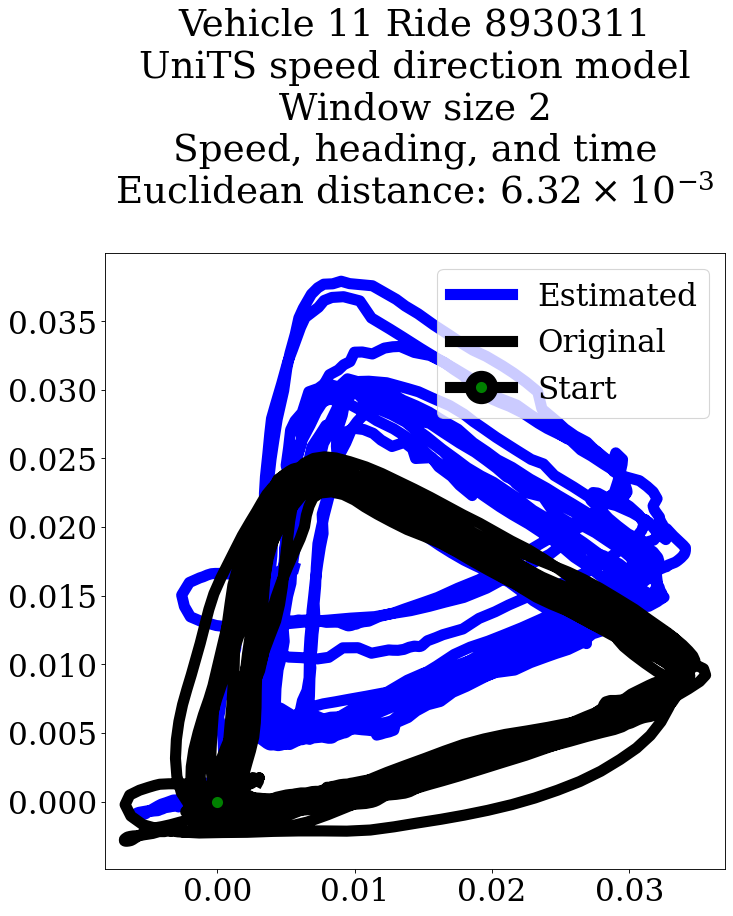 Vehicle 11 Ride 8930311
UniTS speed direction model
Window size 2
Speed, heading, and time
Euclidean distance: 6.32 × 10⁻³
Estimated
Original
Start
0.035
0.030
0.025
0.020
0.015
0.010
0.005
0.000
0.00 0.01 0.02 0.03